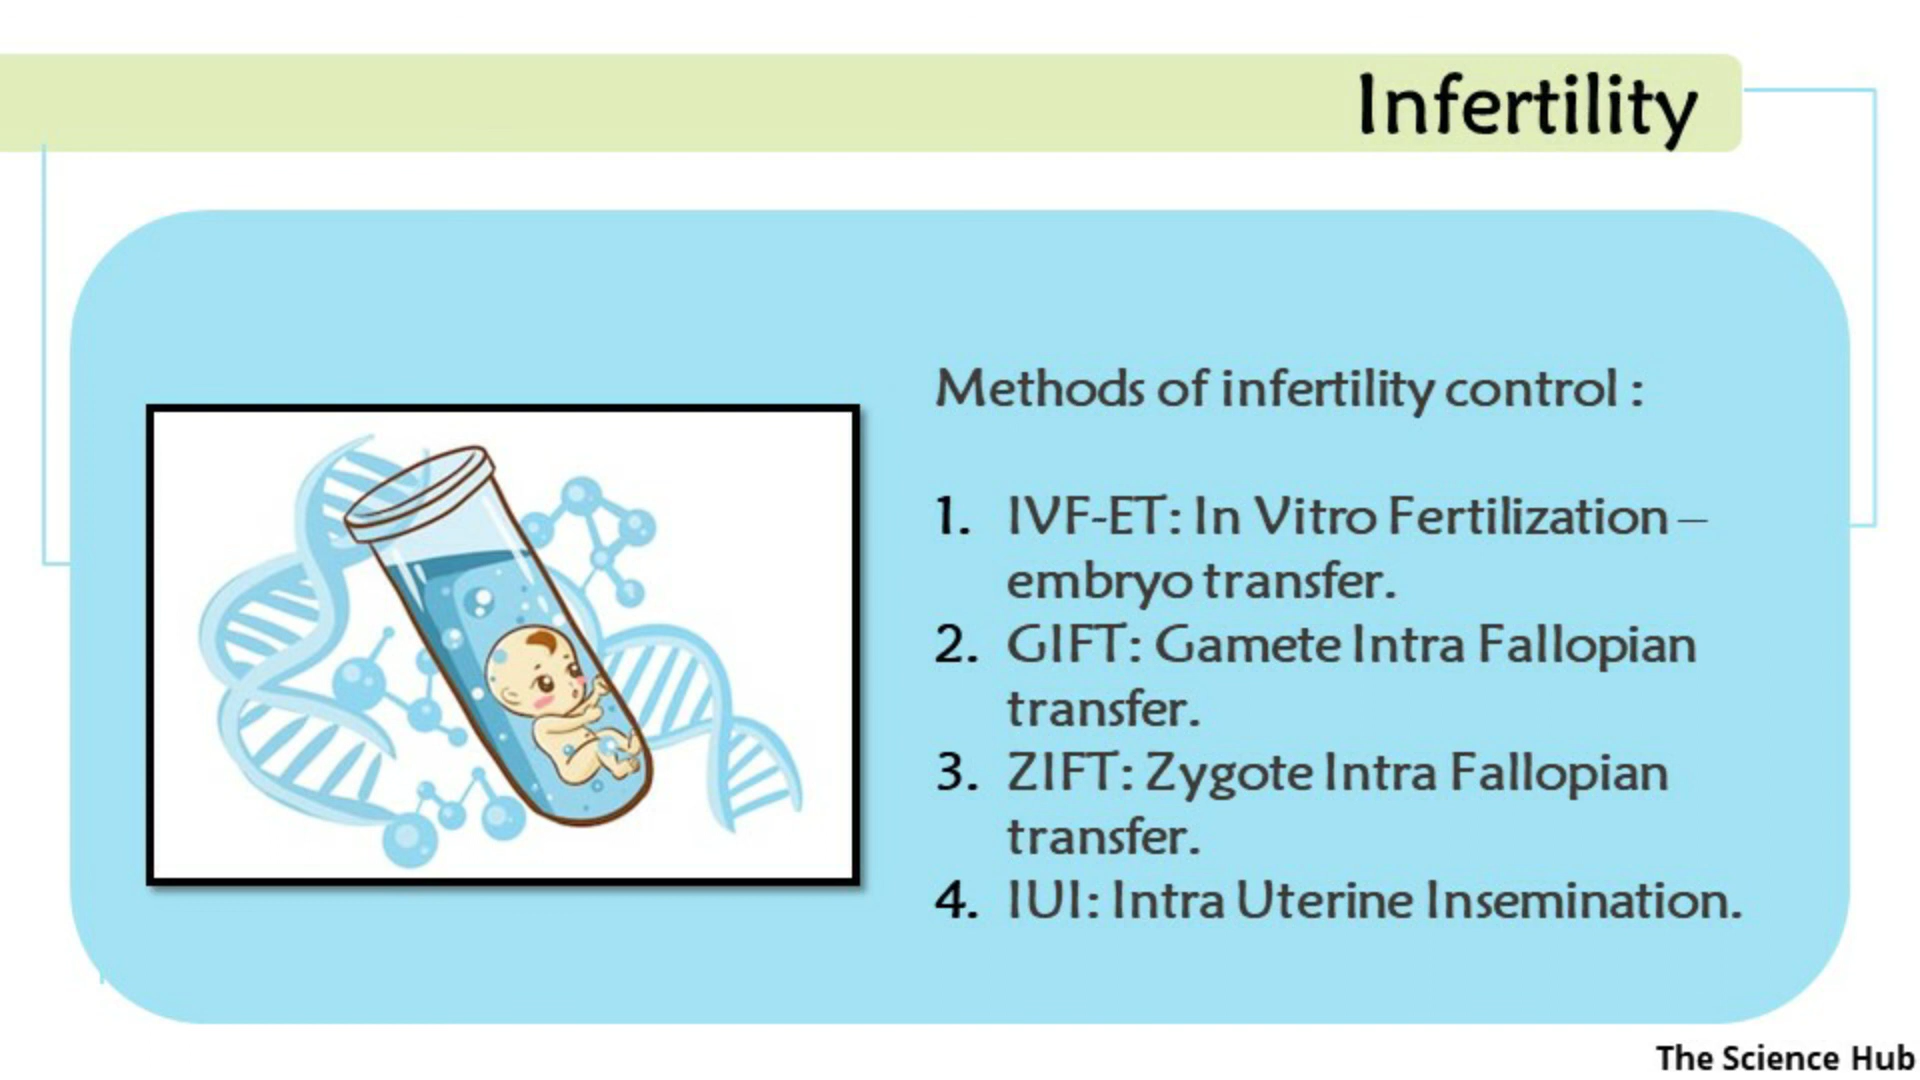 Infertility
Methods of infertility control :
1. IVF-ET: In Vitro Fertilization –
embryo transfer.
2. GIFT: Gamete Intra Fallopian
transfer.
3. ZIFT: Zygote Intra Fallopian
transfer.
4. IUI: Intra Uterine Insemination.
The Science Hub